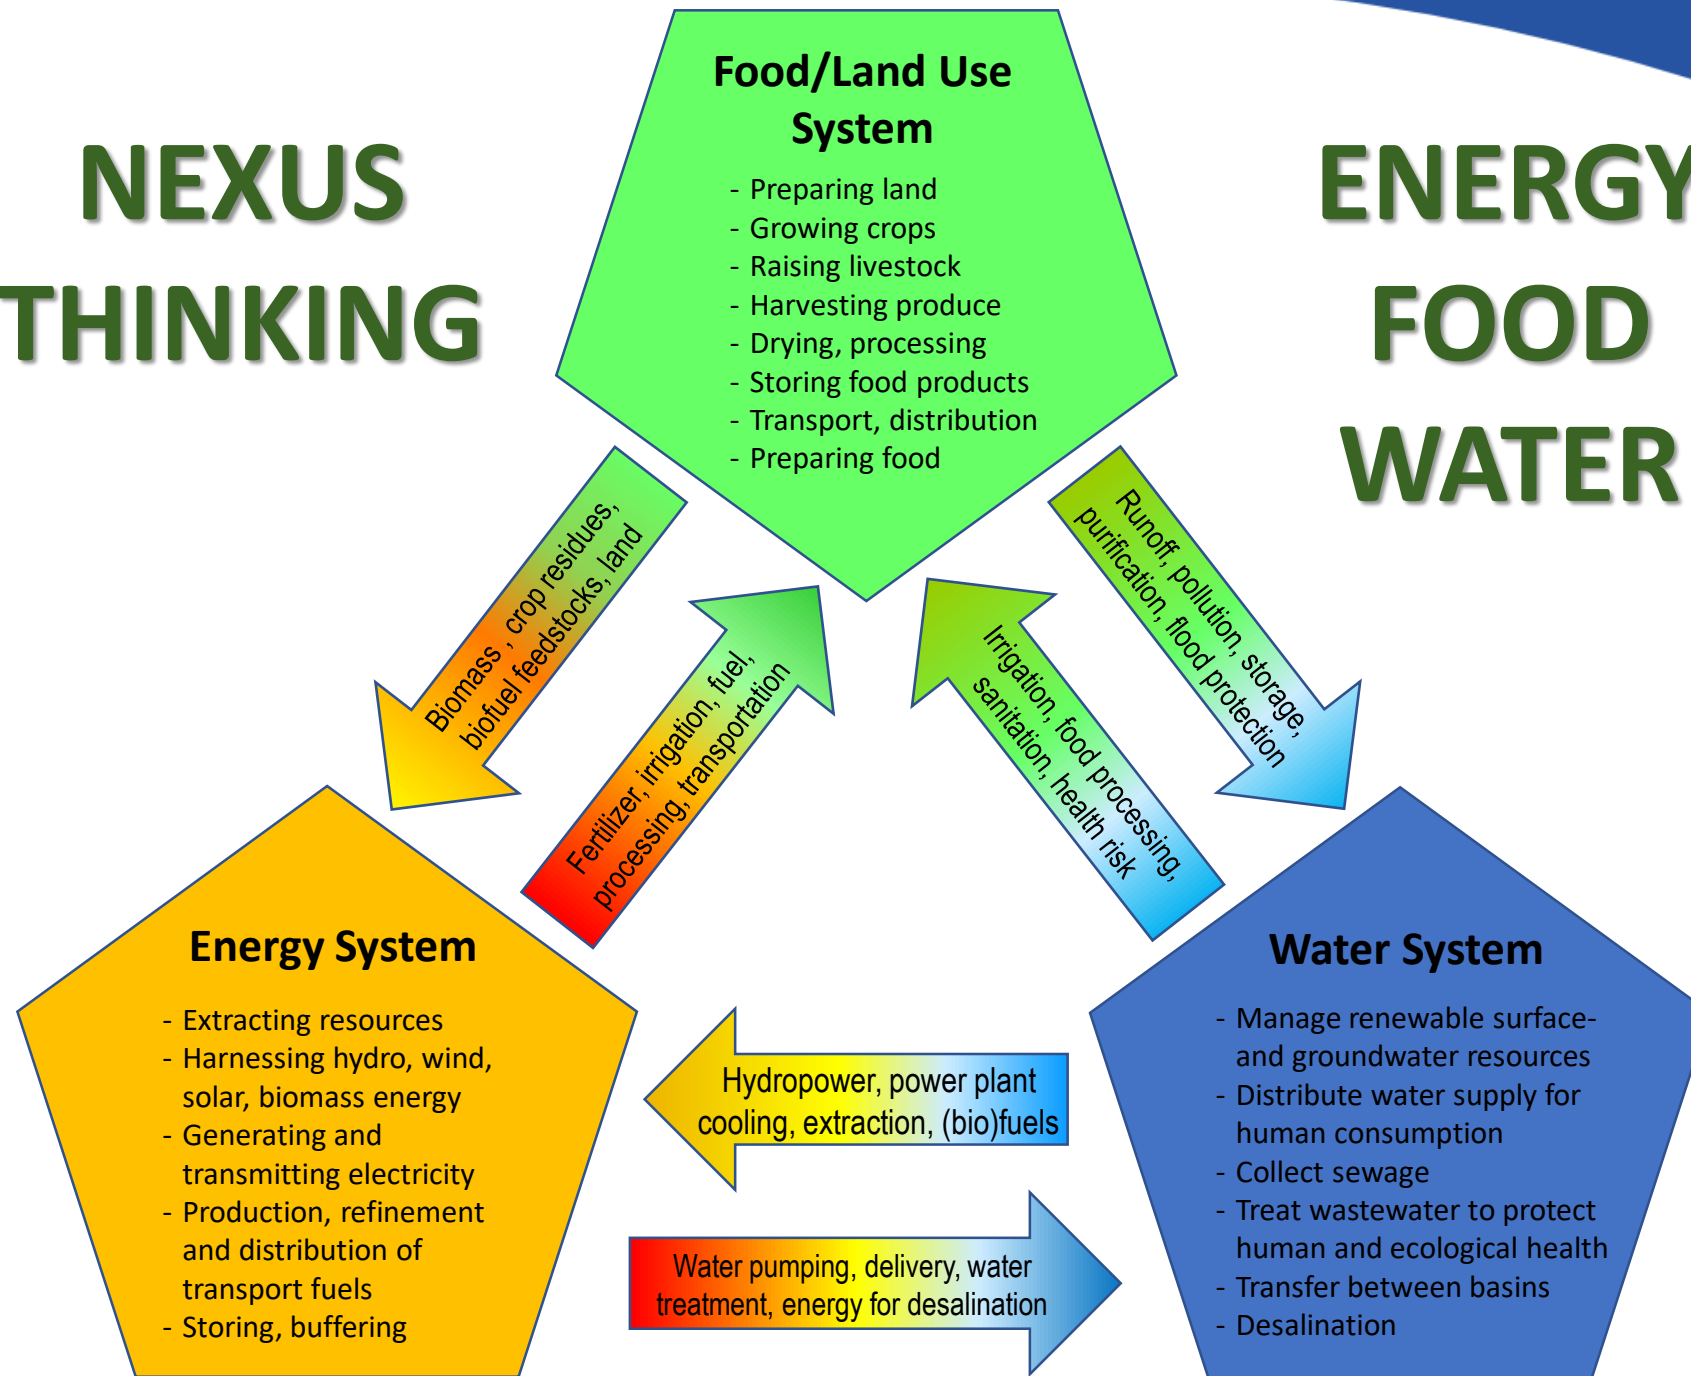 NEXUS
THINKING
ENERGY
FOOD
WATER
Food/Land Use
System
- Preparing land
- Growing crops
- Raising livestock
- Harvesting produce
- Drying, processing
- Storing food products
- Transport, distribution
- Preparing food
Biomass , crop residues,
biofuel feedstocks, land
Fertilizer, irrigation, fuel,
processing, transportation
Irrigation, food processing,
sanitation, health risk
Runoff, pollution, storage,
purification, flood protection
Energy System
- Extracting resources
- Harnessing hydro, wind,
solar, biomass energy
- Generating and
transmitting electricity
- Production, refinement
and distribution of
transport fuels
- Storing, buffering
Hydropower, power plant
cooling, extraction, (bio)fuels
Water pumping, delivery, water
treatment, energy for desalination
Water System
- Manage renewable surface-
and groundwater resources
- Distribute water supply for
human consumption
- Collect sewage
- Treat wastewater to protect
human and ecological health
- Transfer between basins
- Desalination